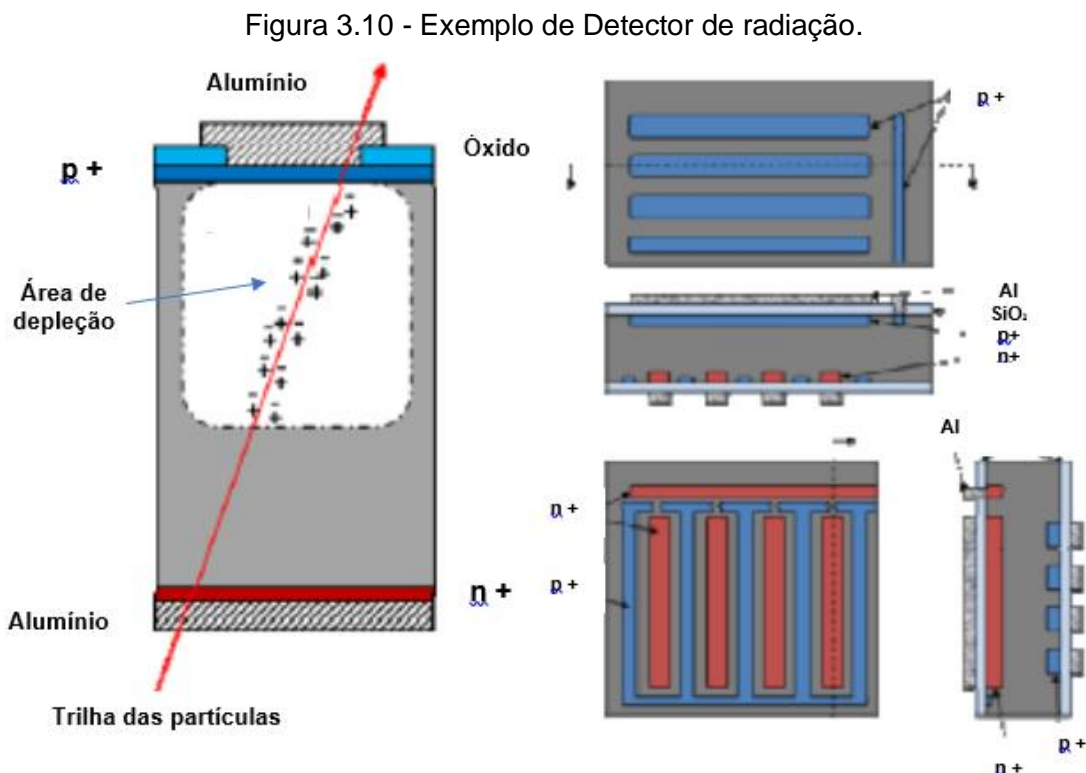 Figura 3.10 - Exemplo de Detector de radiação.
Alumínio
Óxido
p +
Área de
depleção
Alumínio
n +
Trilha das partículas
p +
Al
SiO₂
p+
n+
Al
n +
p +
p +
n +